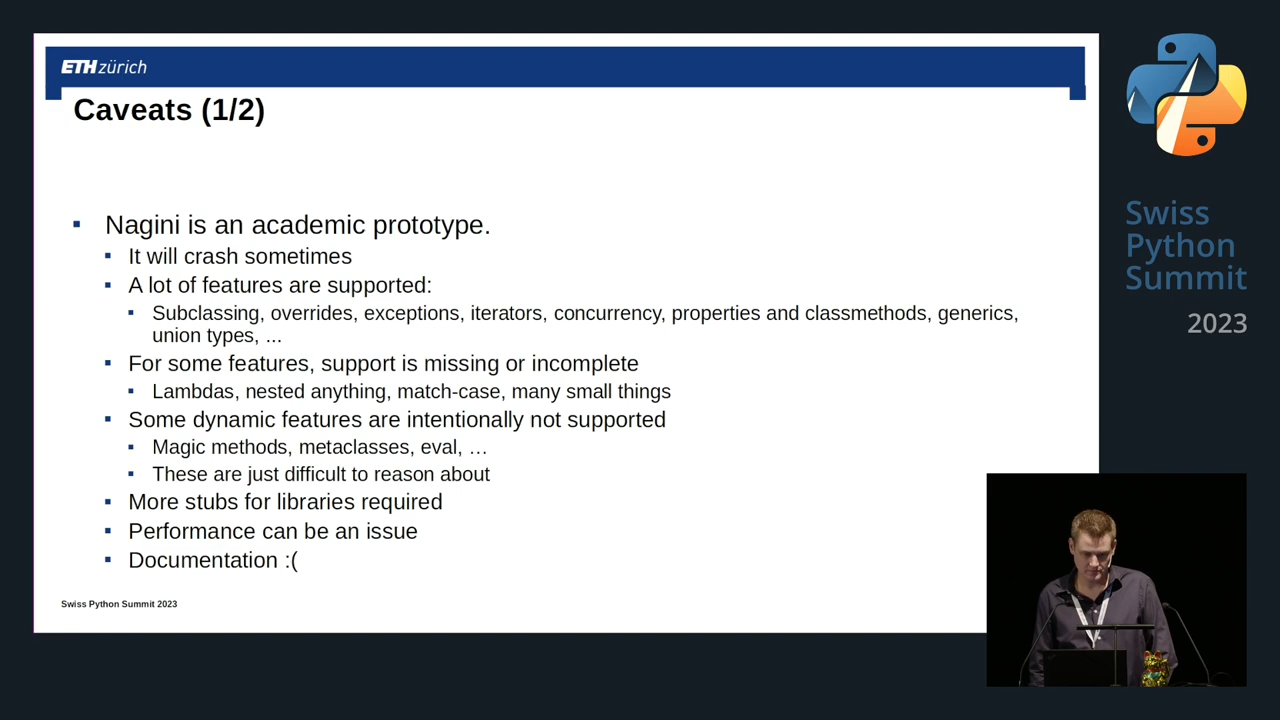 ETH zürich
Caveats (1/2)
Nagini is an academic prototype.
It will crash sometimes
A lot of features are supported:
Subclassing, overrides, exceptions, iterators, concurrency, properties and classmethods, generics,
union types, ...
For some features, support is missing or incomplete
Lambdas, nested anything, match-case, many small things
Some dynamic features are intentionally not supported
Magic methods, metaclasses, eval, …
These are just difficult to reason about
More stubs for libraries required
Performance can be an issue
Documentation :(
Swiss Python Summit 2023
Swiss
Python
Summit
2023